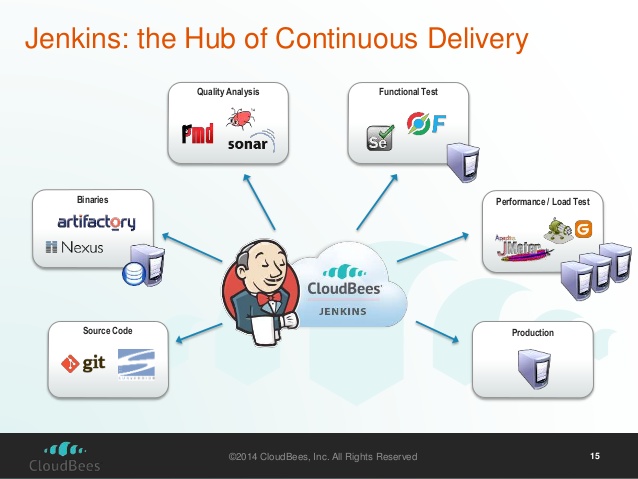 Jenkins: the Hub of Continuous Delivery
Quality Analysis
Functional Test
pmd
sonar
Se
F
Binaries
artifactory
Nexus
Performance / Load Test
Apache
JMeter
G
CloudBees
JENKINS
Source Code
git
SUBVERSION
Production
CloudBees
©2014 CloudBees, Inc. All Rights Reserved
15